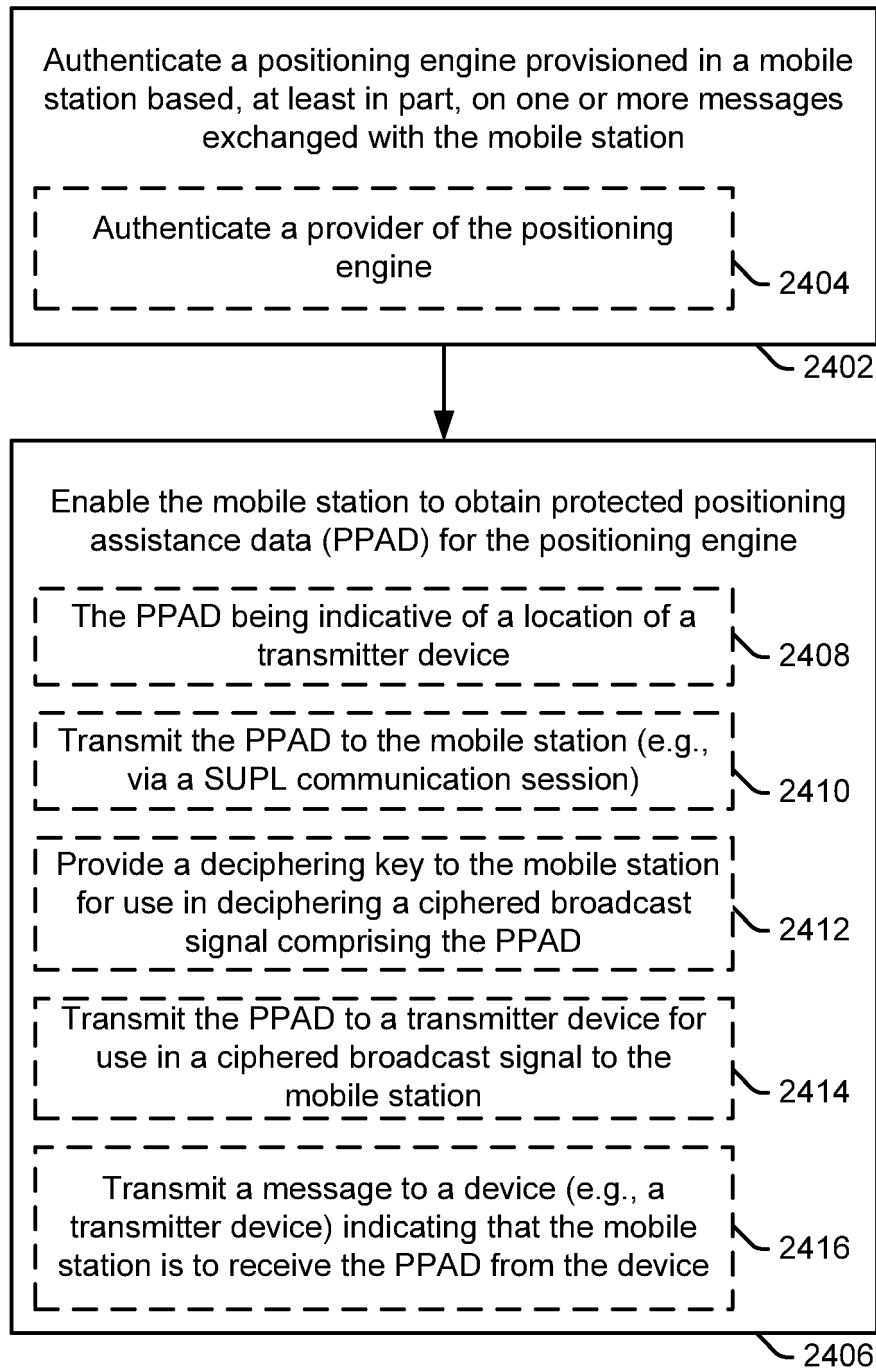 Authenticate a positioning engine provisioned in a mobile
station based, at least in part, on one or more messages
exchanged with the mobile station
Authenticate a provider of the positioning
engine
2404
2402
Enable the mobile station to obtain protected positioning
assistance data (PPAD) for the positioning engine
The PPAD being indicative of a location of a
transmitter device
2408
Transmit the PPAD to the mobile station (e.g.,
via a SUPL communication session)
2410
Provide a deciphering key to the mobile station
for use in deciphering a ciphered broadcast
signal comprising the PPAD
2412
Transmit the PPAD to a transmitter device for
use in a ciphered broadcast signal to the
mobile station
2414
Transmit a message to a device (e.g., a
transmitter device) indicating that the mobile
station is to receive the PPAD from the device
2416
2406